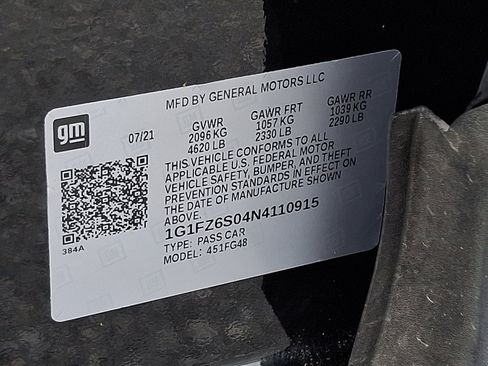 MFD BY GENERAL MOTORS LLC
gm
07/21
GVWR
2096 KG
4620 LB
GAWR FRT
1057 KG
2330 LB
GAWR RR
1039 KG
2290 LB
THIS VEHICLE CONFORMS TO ALL
APPLICABLE U.S. FEDERAL MOTOR
VEHICLE SAFETY, BUMPER, AND THEFT
PREVENTION STANDARDS IN EFFECT ON
THE DATE OF MANUFACTURE SHOWN
ABOVE.
1G1FZ6S04N4110915
TYPE: PASS CAR
MODEL: 451FG48
384A